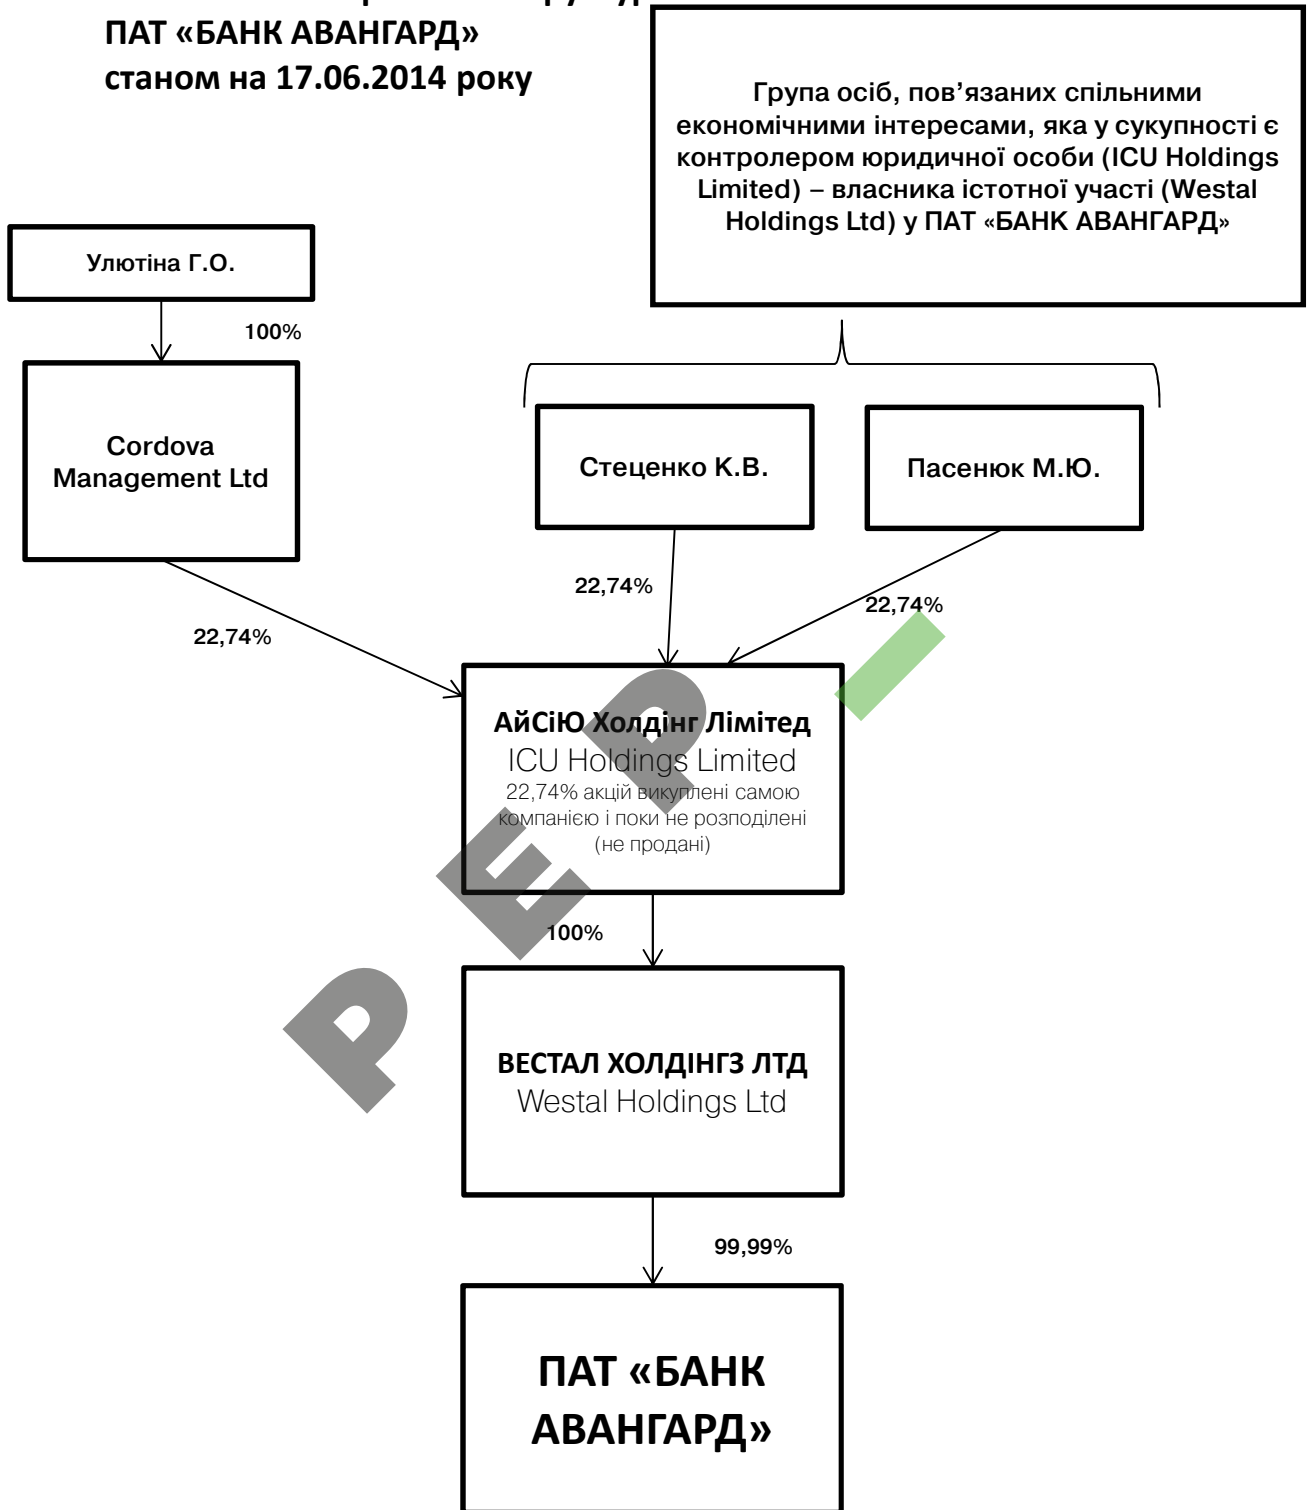 ПАТ «БАНК АВАНГАРД»
станом на 17.06.2014 року
Група осіб, пов’язаних спільними
економічними інтересами, яка у сукупності є
контролером юридичної особи (ICU Holdings
Limited) – власника істотної участі (Westal
Holdings Ltd) у ПАТ «БАНК АВАНГАРД»
Улютіна Г.О.
100%
Cordova
Management Ltd
Стеценко К.В.
Пасенюк М.Ю.
22,74%
22,74%
22,74%
АйСіЮ Холдінг Лімітед
ICU Holdings Limited
22,74% акцій викуплені самою
компанією і поки не розподілені
(не продані)
100%
ВЕСТАЛ ХОЛДІНГЗ ЛТД
Westal Holdings Ltd
99,99%
ПАТ «БАНК
АВАНГАРД»
PEP